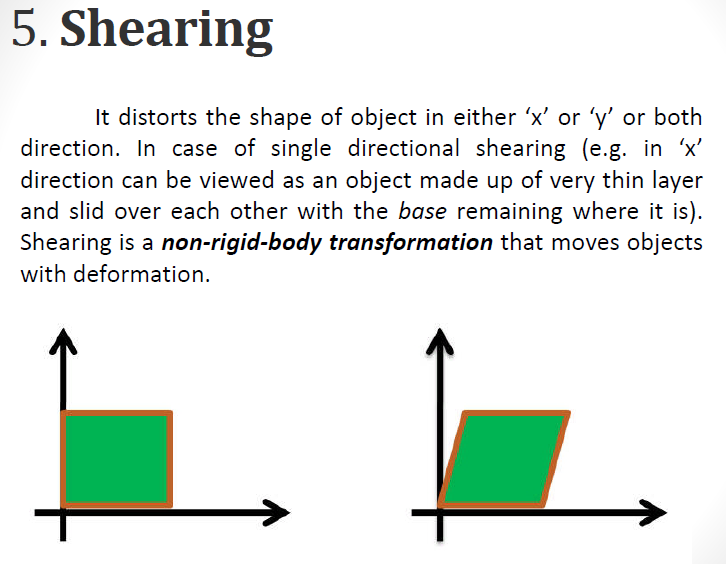 5. Shearing
It distorts the shape of object in either ‘x’ or ‘y’ or both
direction. In case of single directional shearing (e.g. in ‘x’
direction can be viewed as an object made up of very thin layer
and slid over each other with the base remaining where it is).
Shearing is a non-rigid-body transformation that moves objects
with deformation.